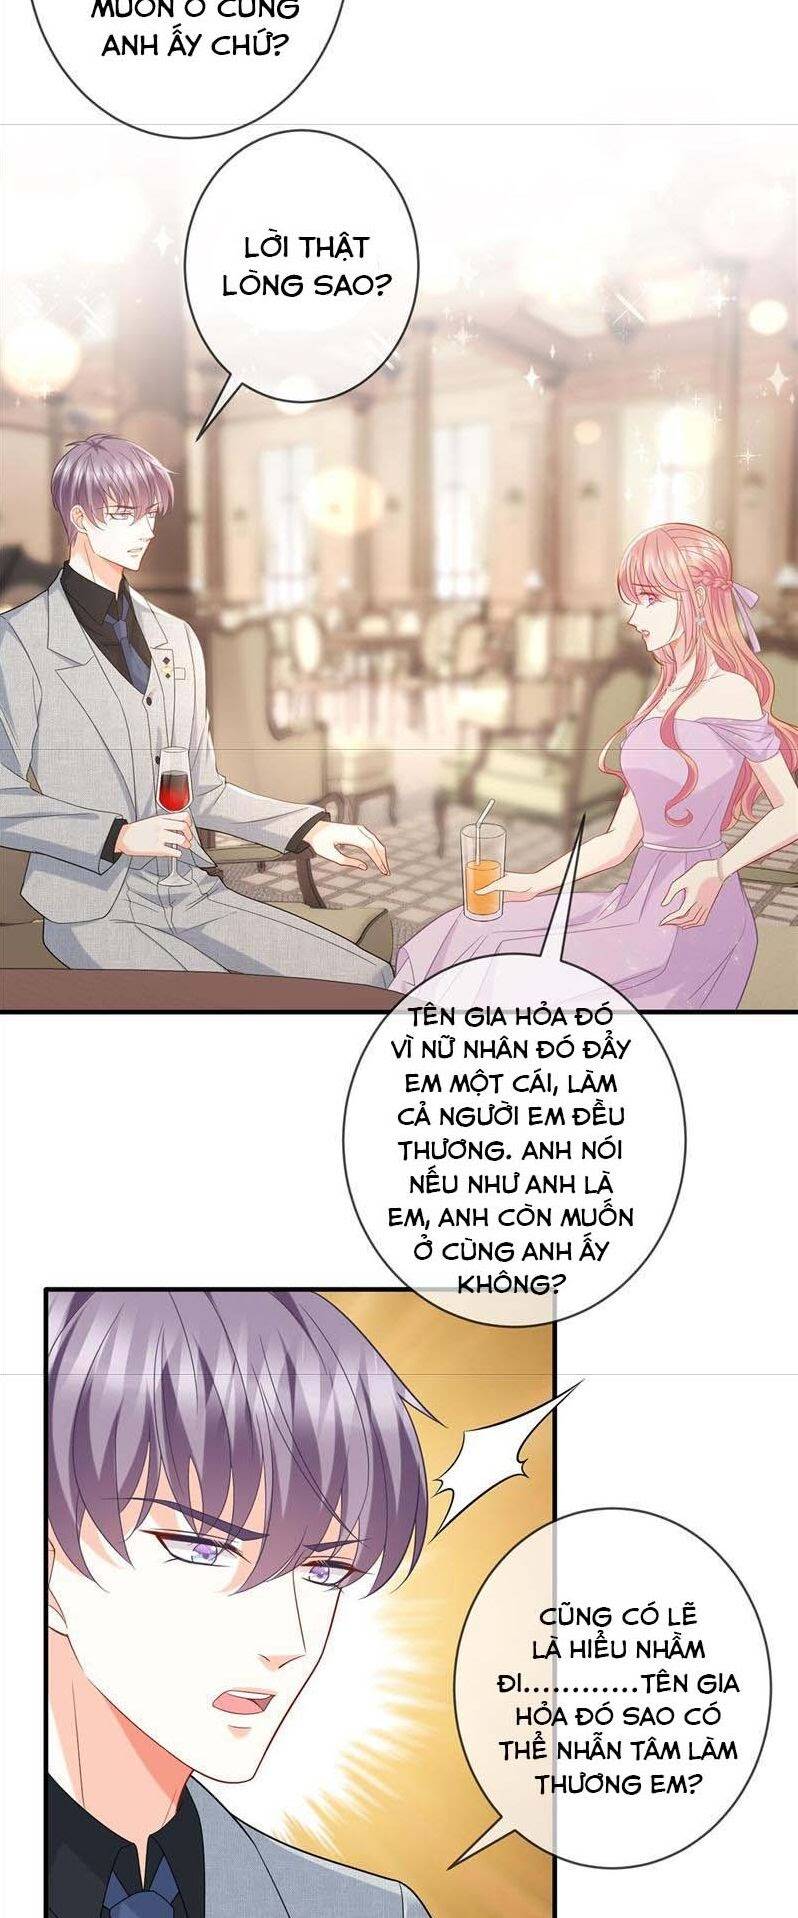 MUỐN Ở CÙNG
ANH ẤY CHỨ?
LỜI THẬT
LÒNG SAO?
TÊN GIA HỎA ĐÓ
VÌ NỮ NHÂN ĐÓ ĐẨY
EM MỘT CÁI, LÀM
CẢ NGƯỜI EM ĐỀU
THƯƠNG. ANH NÓI
NẾU NHƯ ANH LÀ
EM, ANH CÒN MUỐN
Ở CÙNG ANH ẤY
KHÔNG?
CŨNG CÓ LẼ
LÀ HIỂU NHẦM
ĐI............TÊN GIA
HỎA ĐÓ SAO CÓ
THỂ NHẪN TÂM LÀM
THƯƠNG EM?